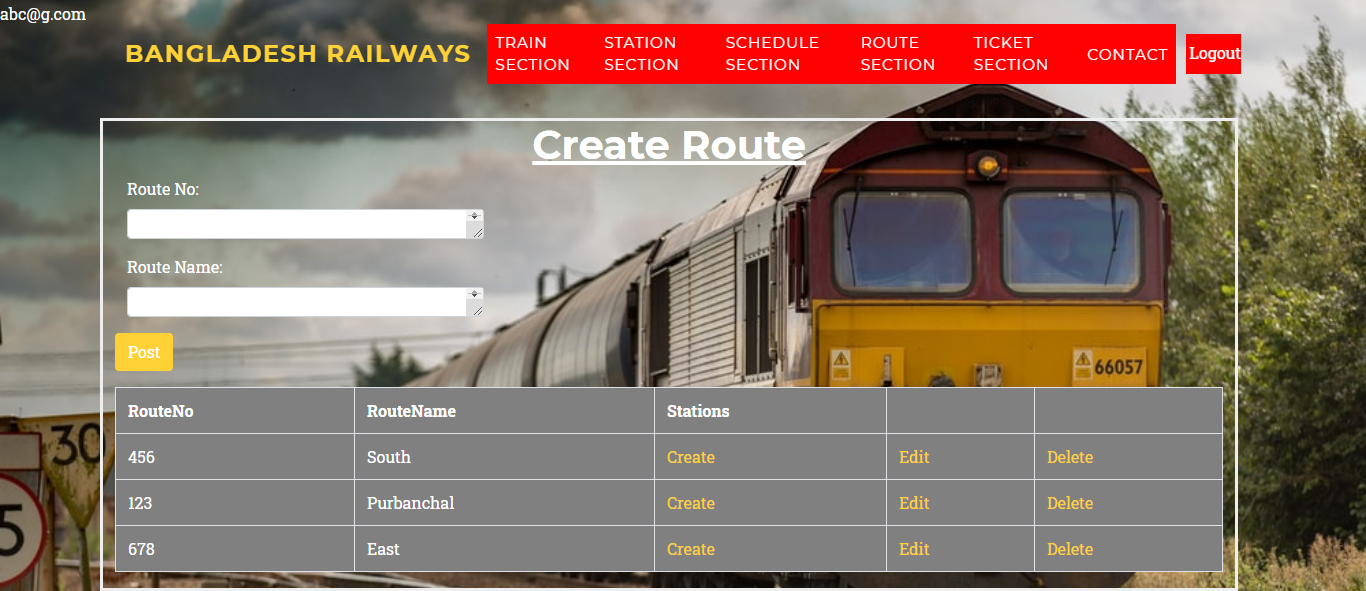 abc@g.com
BANGLADESH RAILWAYS
TRAIN SECTION
STATION SECTION
SCHEDULE SECTION
ROUTE SECTION
TICKET SECTION
CONTACT
Logout
Create Route
Route No:
Route Name:
Post
66057
RouteNo RouteName Stations
30
456 South Create Edit Delete
123 Purbanchal Create Edit Delete
5
678 East Create Edit Delete